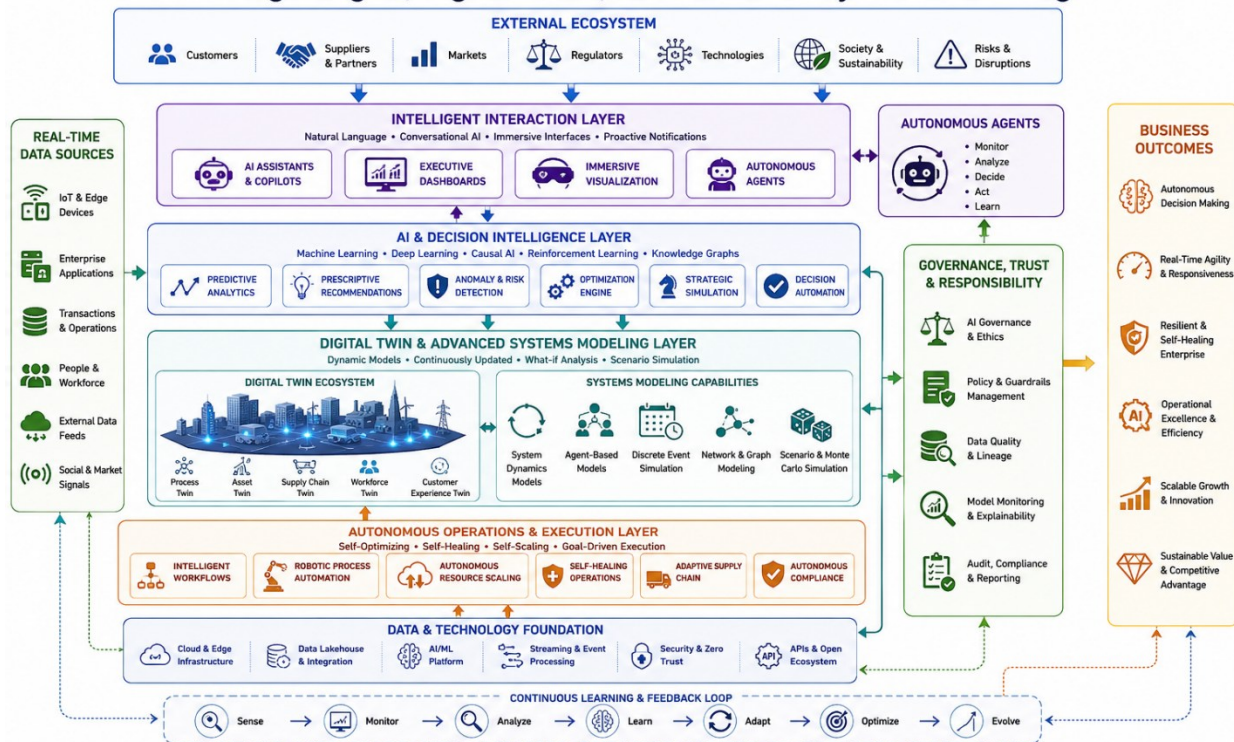 EXTERNAL ECOSYSTEM
Customers
Suppliers
& Partners
Markets
Regulators
Technologies
Society &
Sustainability
Risks &
Disruptions
REAL-TIME
DATA SOURCES
IoT & Edge
Devices
Enterprise
Applications
Transactions
& Operations
People &
Workforce
External Data
Feeds
Social & Market
Signals
INTELLIGENT INTERACTION LAYER
Natural Language • Conversational AI • Immersive Interfaces • Proactive Notifications
AI ASSISTANTS
& COPILOTS
EXECUTIVE
DASHBOARDS
IMMERSIVE
VISUALIZATION
AUTONOMOUS
AGENTS
AUTONOMOUS AGENTS
• Monitor
• Analyze
• Decide
• Act
• Learn
AI & DECISION INTELLIGENCE LAYER
Machine Learning • Deep Learning • Causal AI • Reinforcement Learning • Knowledge Graphs
PREDICTIVE
ANALYTICS
PRESCRIPTIVE
RECOMMENDATIONS
ANOMALY & RISK
DETECTION
OPTIMIZATION
ENGINE
STRATEGIC
SIMULATION
DECISION
AUTOMATION
DIGITAL TWIN & ADVANCED SYSTEMS MODELING LAYER
Dynamic Models • Continuously Updated • What-if Analysis • Scenario Simulation
DIGITAL TWIN ECOSYSTEM
Process
Twin
Asset
Twin
Supply Chain
Twin
Workforce
Twin
Customer
Experience Twin
SYSTEMS MODELING CAPABILITIES
System
Dynamics
Models
Agent-Based
Models
Discrete Event
Simulation
Network & Graph
Modeling
Scenario & Monte
Carlo Simulation
AUTONOMOUS OPERATIONS & EXECUTION LAYER
Self-Optimizing • Self-Healing • Self-Scaling • Goal-Driven Execution
INTELLIGENT
WORKFLOWS
ROBOTIC PROCESS
AUTOMATION
AUTONOMOUS
RESOURCE SCALING
SELF-HEALING
OPERATIONS
ADAPTIVE SUPPLY
CHAIN
AUTONOMOUS
COMPLIANCE
DATA & TECHNOLOGY FOUNDATION
Cloud & Edge
Infrastructure
Data Lakehouse
& Integration
AI/ML
Platform
Streaming & Event
Processing
Security & Zero
Trust
API
APIs & Open
Ecosystem
GOVERNANCE, TRUST
& RESPONSIBILITY
AI Governance
& Ethics
Policy & Guardrails
Management
Data Quality
& Lineage
Model Monitoring
& Explainability
Audit, Compliance
& Reporting
BUSINESS
OUTCOMES
Autonomous
Decision Making
Real-Time Agility
& Responsiveness
Resilient &
Self-Healing
Enterprise
AI
Operational
Excellence &
Efficiency
Scalable Growth
& Innovation
Sustainable Value
& Competitive
Advantage
CONTINUOUS LEARNING & FEEDBACK LOOP
Sense
Monitor
Analyze
Learn
Adapt
Optimize
Evolve